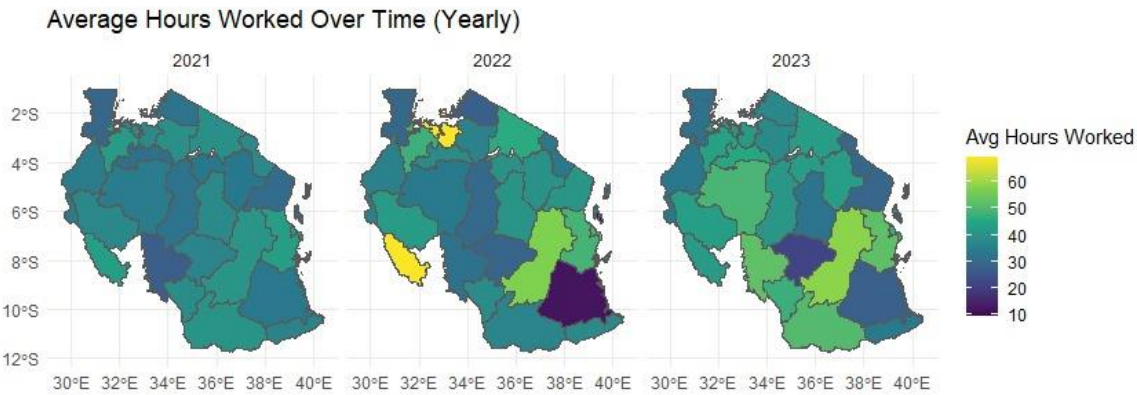 Average Hours Worked Over Time (Yearly)
2021 2022 2023
2°S
4°S
6°S
8°S
10°S
12°S
30°E 32°E 34°E 36°E 38°E 40°E 30°E 32°E 34°E 36°E 38°E 40°E 30°E 32°E 34°E 36°E 38°E 40°E
Avg Hours Worked
60
50
40
30
20
10